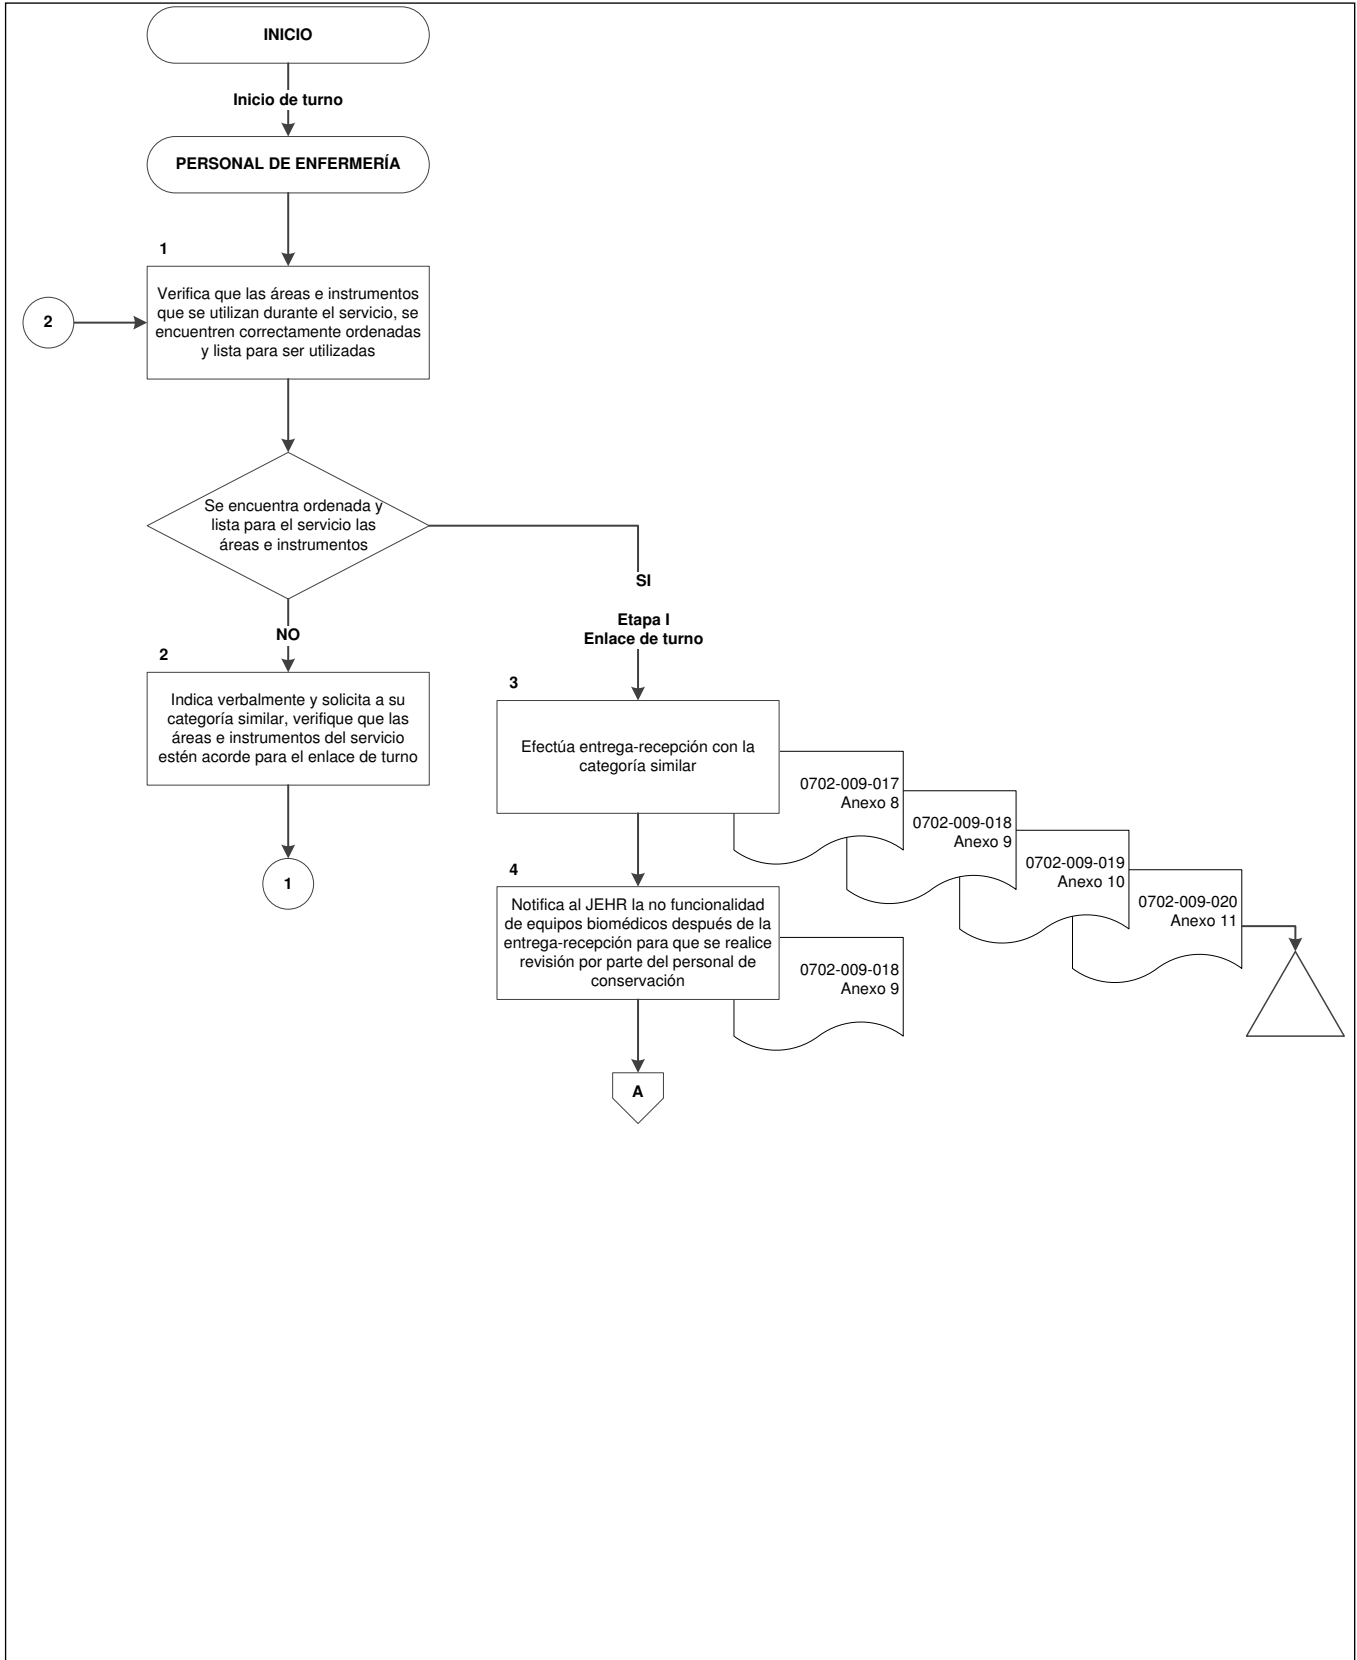 INICIO
Inicio de turno
PERSONAL DE ENFERMERÍA
1
Verifica que las áreas e instrumentos
que se utilizan durante el servicio, se
encuentren correctamente ordenadas
y lista para ser utilizadas
2
Se encuentra ordenada y
lista para el servicio las
áreas e instrumentos
NO
2
Indica verbalmente y solicita a su
categoría similar, verifique que las
áreas e instrumentos del servicio
estén acorde para el enlace de turno
1
SI
Etapa I
Enlace de turno
3
Efectúa entrega-recepción con la
categoría similar
0702-009-017
Anexo 8
0702-009-018
Anexo 9
0702-009-019
Anexo 10
0702-009-020
Anexo 11
4
Notifica al JEHR la no funcionalidad
de equipos biomédicos después de la
entrega-recepción para que se realice
revisión por parte del personal de
conservación
0702-009-018
Anexo 9
A